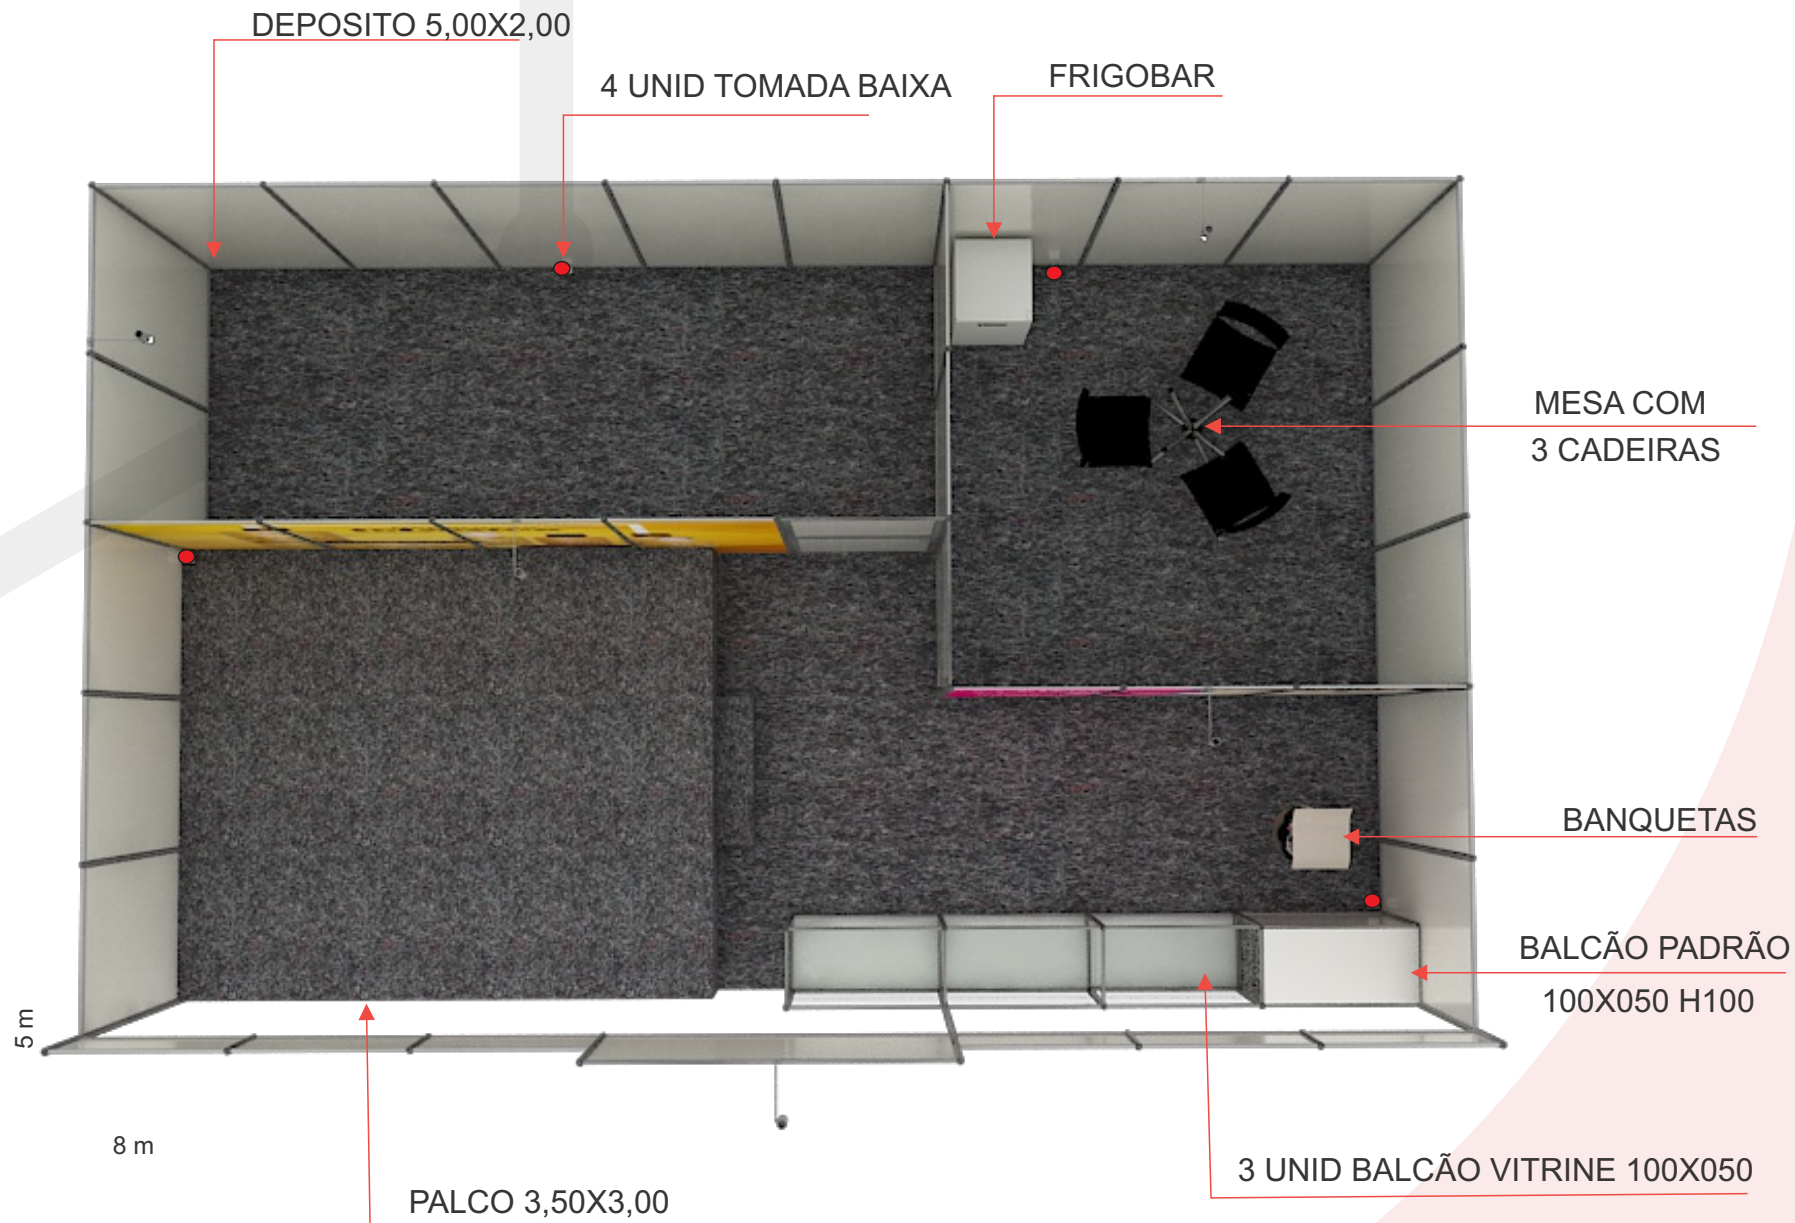 DEPOSITO 5,00X2,00
4 UNID TOMADA BAIXA
FRIGOBAR
MESA COM
3 CADEIRAS
BANQUETAS
BALCÃO PADRÃO
100X050 H100
5 m
8 m
3 UNID BALCÃO VITRINE 100X050
PALCO 3,50X3,00